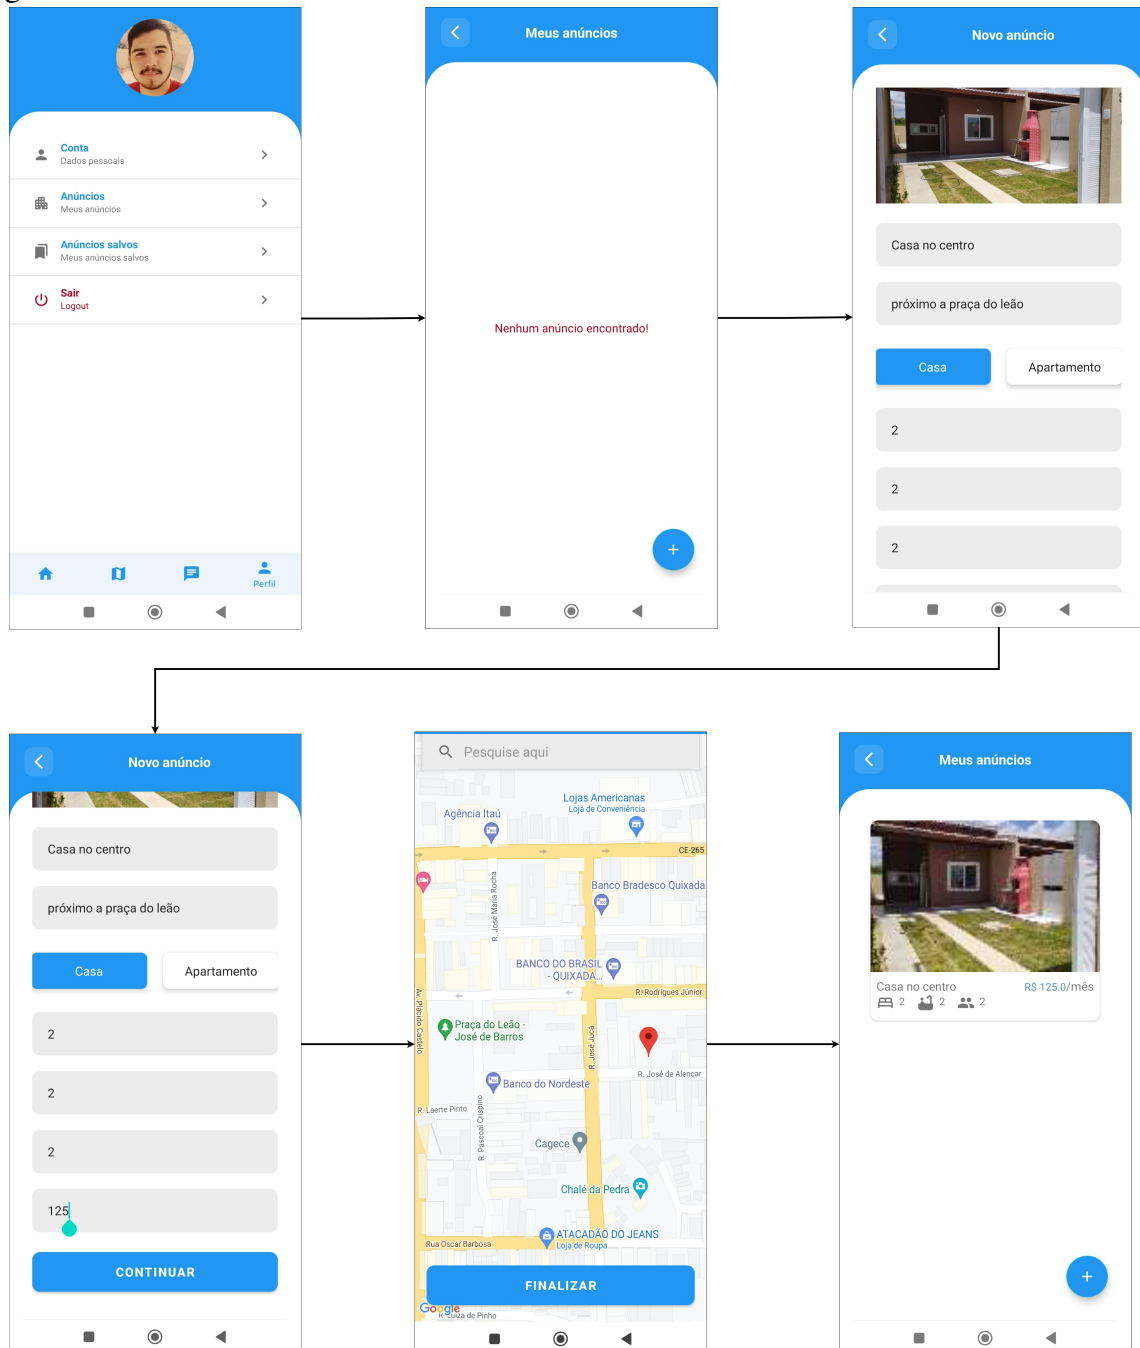 Conta
Dados pessoais
Anúncios
Meus anúncios
Anúncios salvos
Meus anúncios salvos
Sair
Logout
Perfil
Meus anúncios
Nenhum anúncio encontrado!
+
Novo anúncio
Casa no centro
próximo a praça do leão
Casa Apartamento
2
2
2
Novo anúncio
Casa no centro
próximo a praça do leão
Casa Apartamento
2
2
2
125
CONTINUAR
Pesquise aqui
Lojas Americanas
Loja de Conveniência
Agência Itaú
CE-265
R. José Maria Rocha
Banco Bradesco Quixada
BANCO DO BRASIL
- QUIXADA...
R. Rodrigues Júnior
Av. Plácido Castelo
Praça do Leão -
José de Barros
R. José Jucá
R. José de Alencar
Banco do Nordeste
R. Laerte Pinto
R. Pascoal Crispino
Cagece
Chalé da Pedra
ATACADÃO DO JEANS
Loja de Roupa
Rua Oscar Barbosa
FINALIZAR
Google
R. Luiza de Pinho
Meus anúncios
Casa no centro R$ 125.0/mês
2 2 2
+